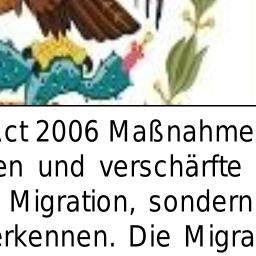 Act 2006 Maßnahme
en und verschärfte
Migration, sondern
erkennen. Die Migra